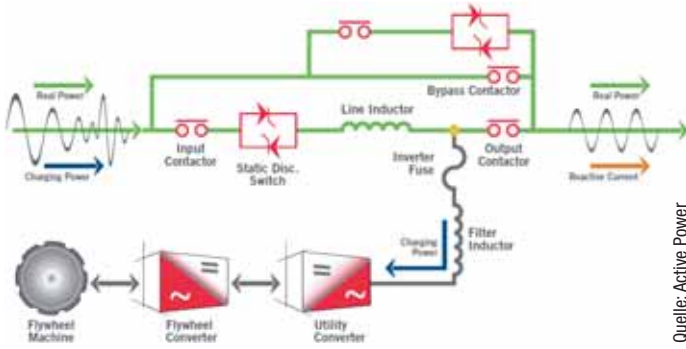 Bypass Contactor
Real Power
Line Inductor
Real Power
Charging Power
Input
Contactor
Static Disc.
Switch
Inverter
Fuse
Output
Contactor
Reactive Current
Charging
Power
Filter
Inductor
Flywheel
Machine
Flywheel
Converter
Utility
Converter
Quelle: Active Power